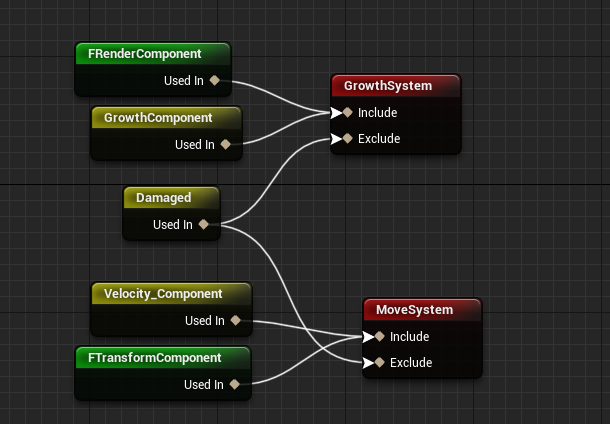 FRenderComponent
Used In
GrowthComponent
Used In
Damaged
Used In
Velocity_Component
Used In
FTransformComponent
Used In
GrowthSystem
Include
Exclude
MoveSystem
Include
Exclude